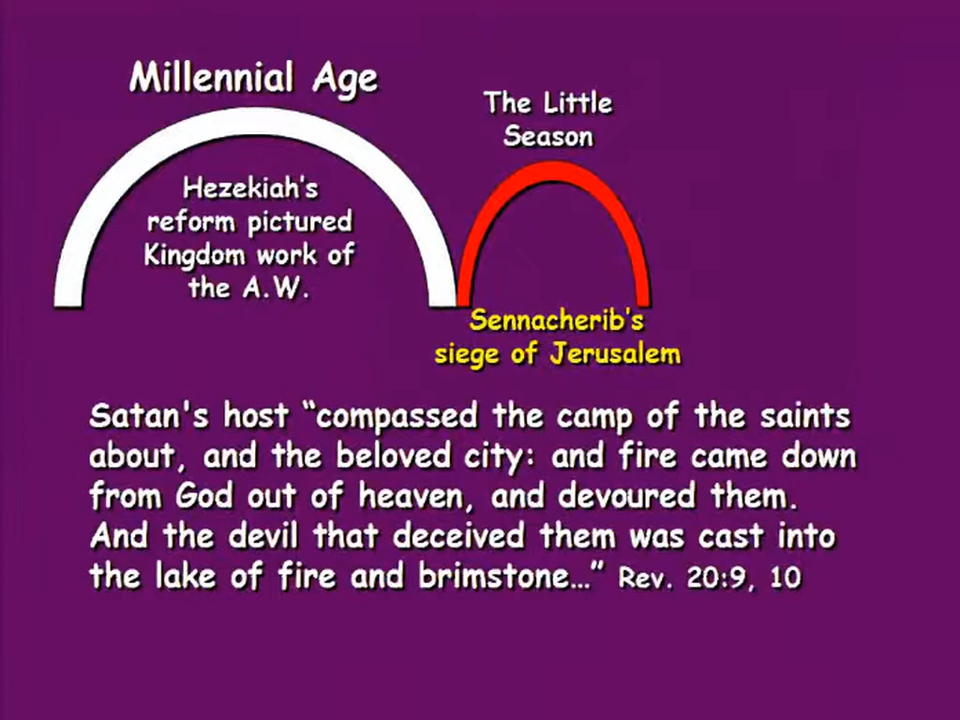 Millennial Age
The Little
Season
Hezekiah's
reform pictured
Kingdom work of
the A.W.
Sennacherib's
siege of Jerusalem
Satan's host “compassed the camp of the saints
about, and the beloved city: and fire came down
from God out of heaven, and devoured them.
And the devil that deceived them was cast into
the lake of fire and brimstone…” Rev. 20:9, 10